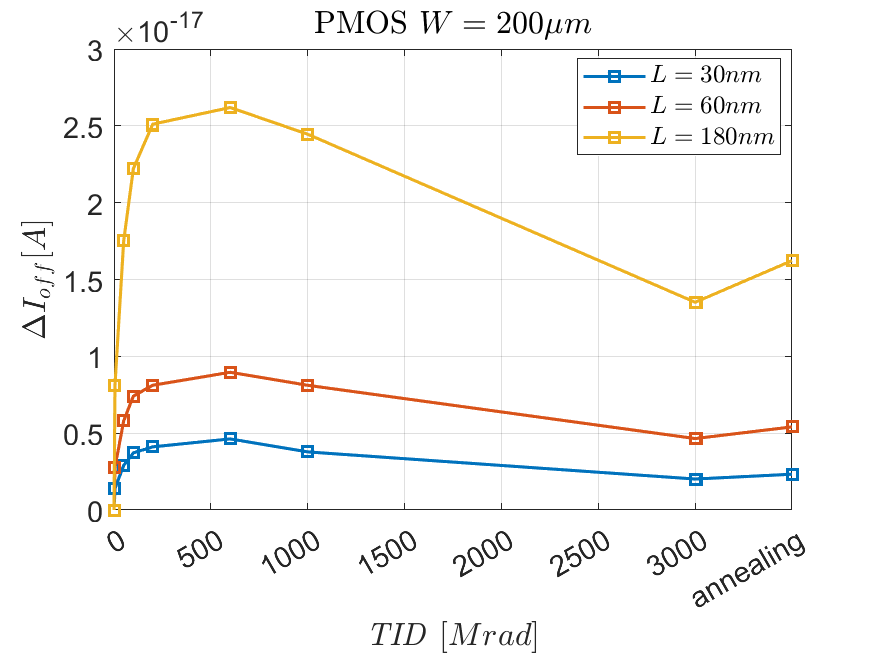 PMOS W = 200μm
×10-17
3
2.5
2
1.5
1
0.5
0
ΔIoff[A]
L = 30nm
L = 60nm
L = 180nm
0 500 1000 1500 2000 2500 3000 annealing
TID [Mrad]